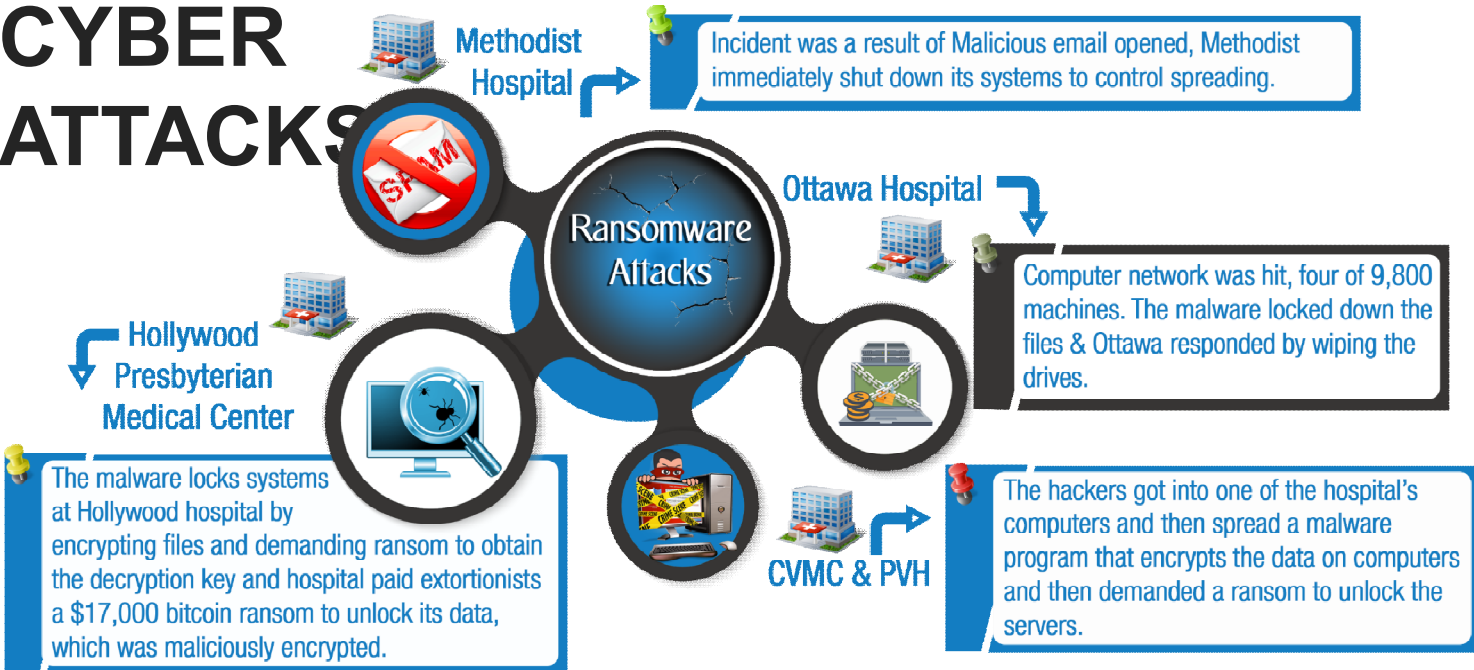 CYBER
ATTACKS
Methodist
Hospital
Incident was a result of Malicious email opened, Methodist
immediately shut down its systems to control spreading.
SPAM
Ransomware
Attacks
Ottawa Hospital
Computer network was hit, four of 9,800
machines. The malware locked down the
files & Ottawa responded by wiping the
drives.
Hollywood
Presbyterian
Medical Center
The malware locks systems
at Hollywood hospital by
encrypting files and demanding ransom to obtain
the decryption key and hospital paid extortionists
a $17,000 bitcoin ransom to unlock its data,
which was maliciously encrypted.
CRIME SCENE
CVMC & PVH
The hackers got into one of the hospital's
computers and then spread a malware
program that encrypts the data on computers
and then demanded a ransom to unlock the
servers.